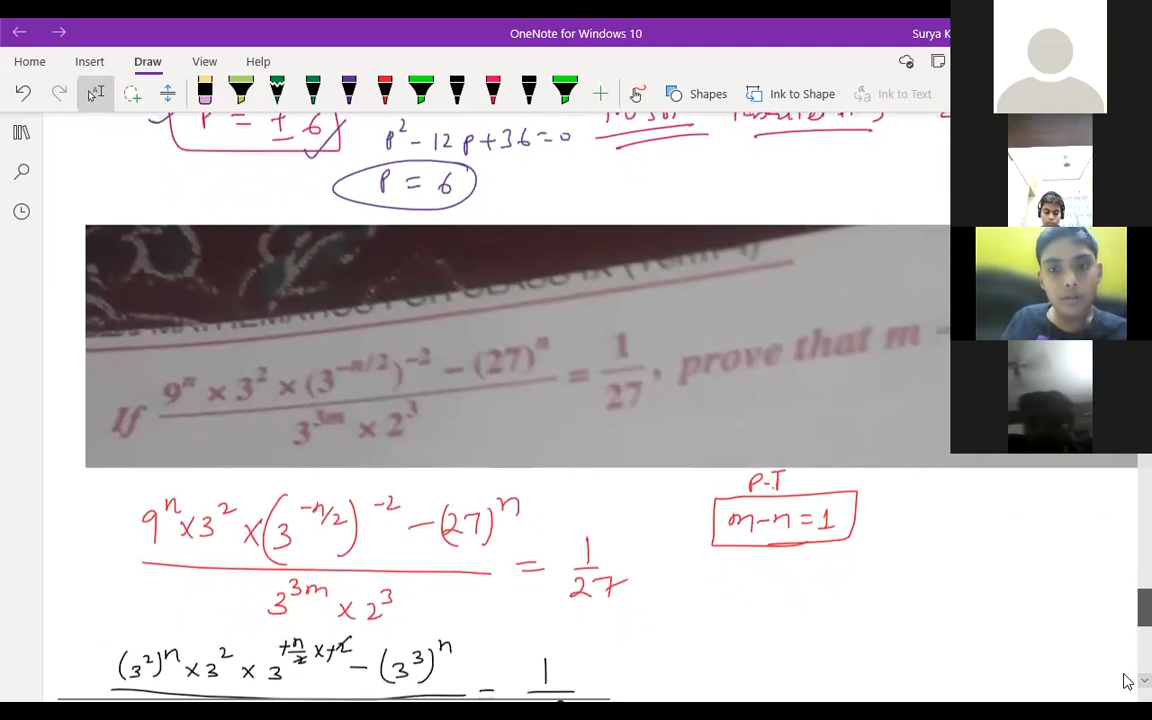 OneNote for Windows 10
Surya K
Home Insert Draw View Help
Shapes Ink to Shape Ink to Text
P = ± 6
p² - 12p + 36 = 0
P = 6
If 9ⁿ × 3² × (3^(-n/2))^(-2) - (27)ⁿ / 3^(3m) × 2³ = 1/27, prove that m -
9ⁿ × 3² × (3^(-n/2))^(-2) - (27)ⁿ / 3^(3m) × 2³ = 1/27
P.T
m-n=1
(3²)ⁿ × 3² × 3^(+n/2 × +2) - (3³)ⁿ = 1